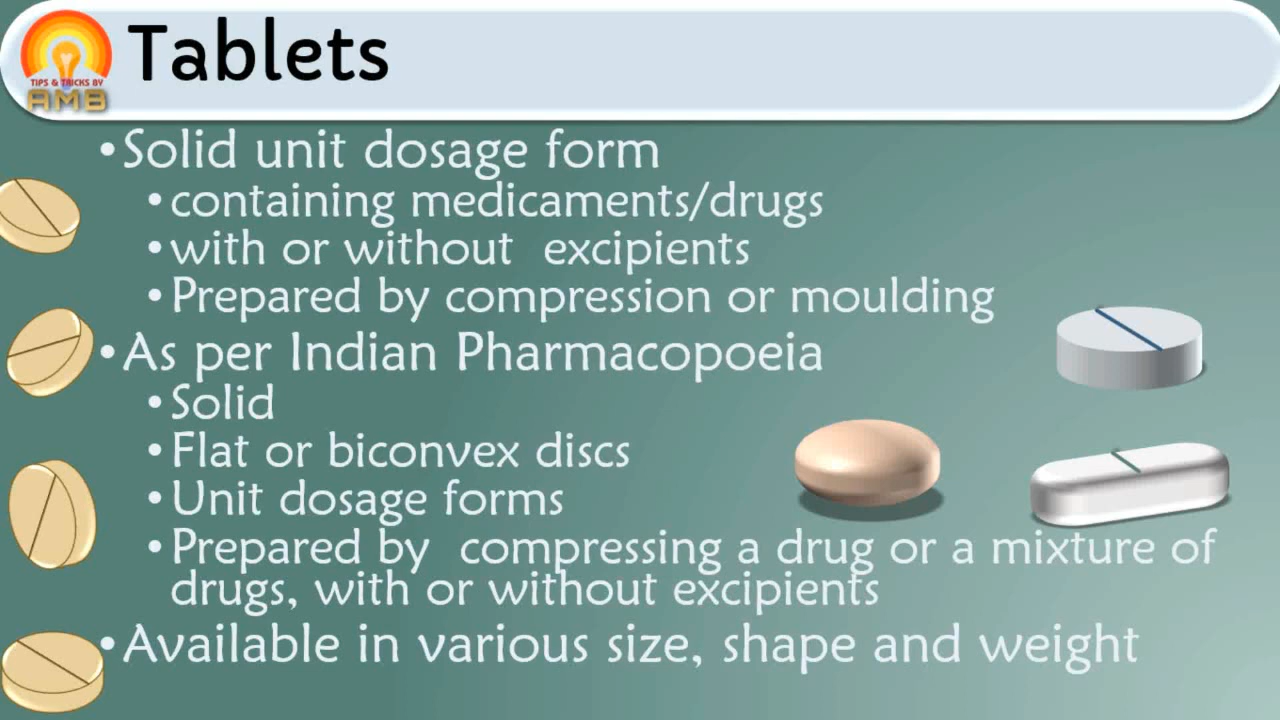 Tablets
TIPS & TRICKS BY
AMB
•Solid unit dosage form
•containing medicaments/drugs
•with or without excipients
•Prepared by compression or moulding
•As per Indian Pharmacopoeia
•Solid
•Flat or biconvex discs
•Unit dosage forms
•Prepared by compressing a drug or a mixture of
drugs, with or without excipients
•Available in various size, shape and weight